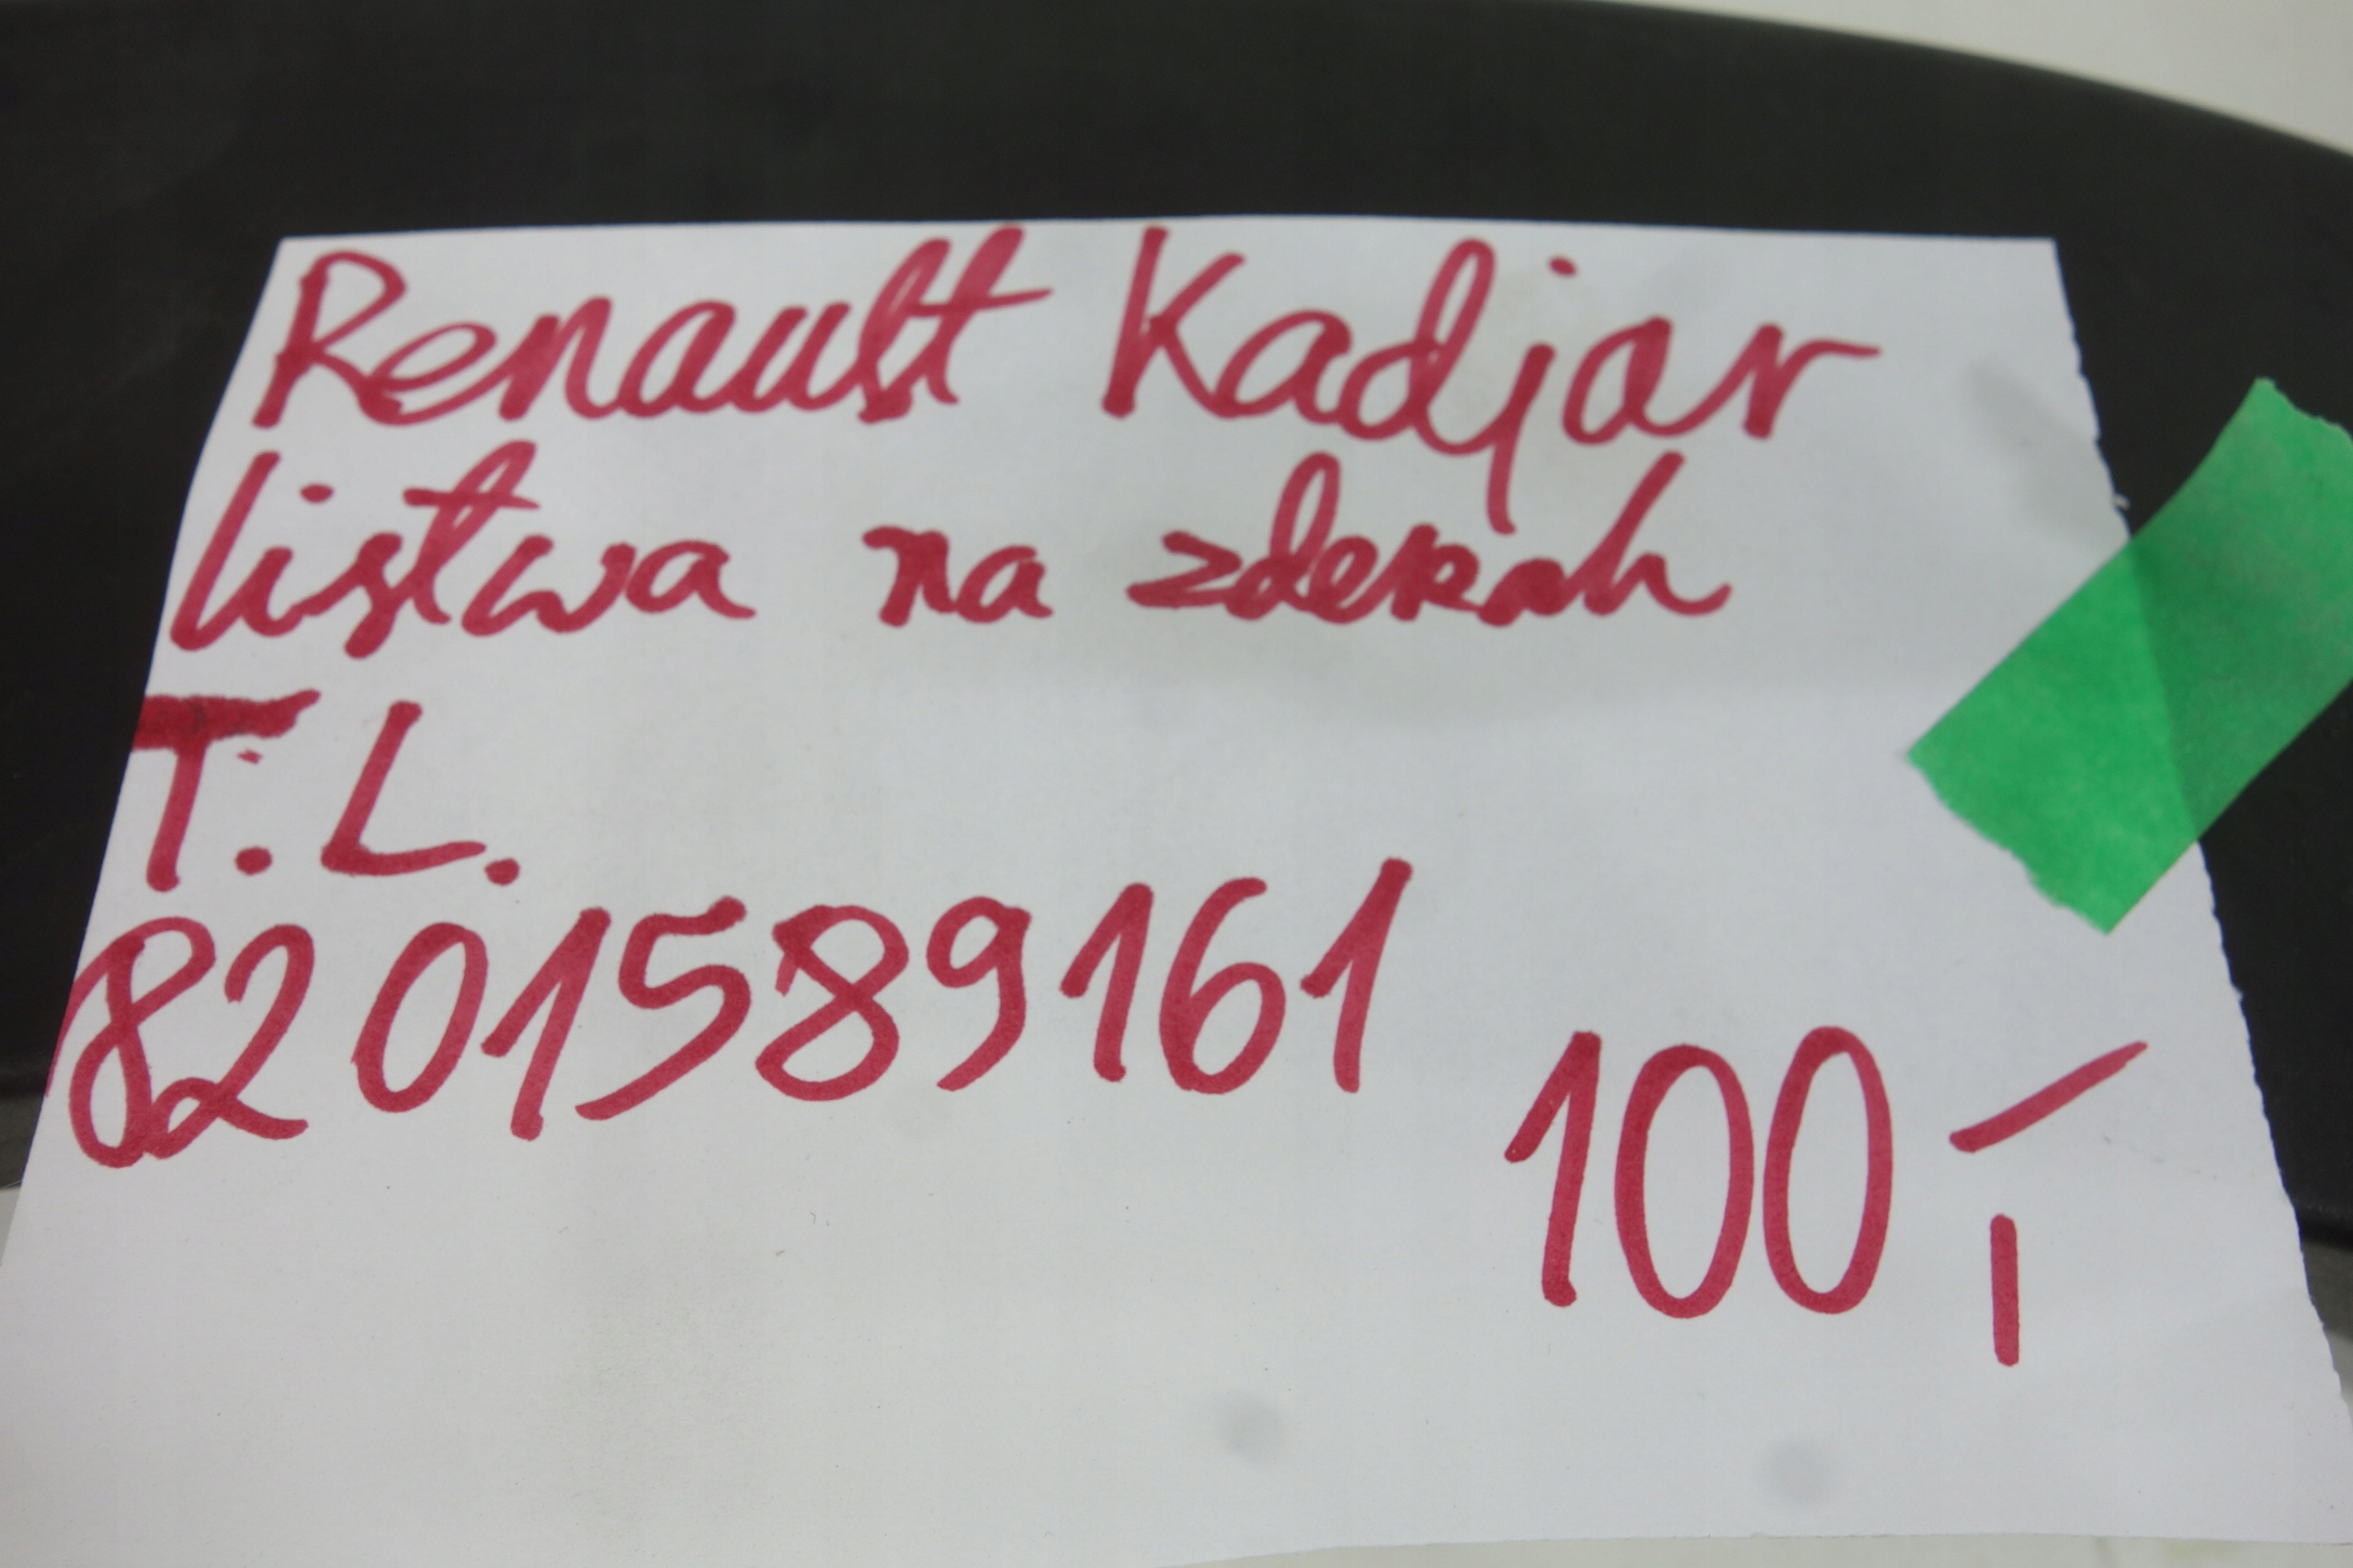 Renault Kadjar
listwa na zderzak
T.L.
8201589161
100,-